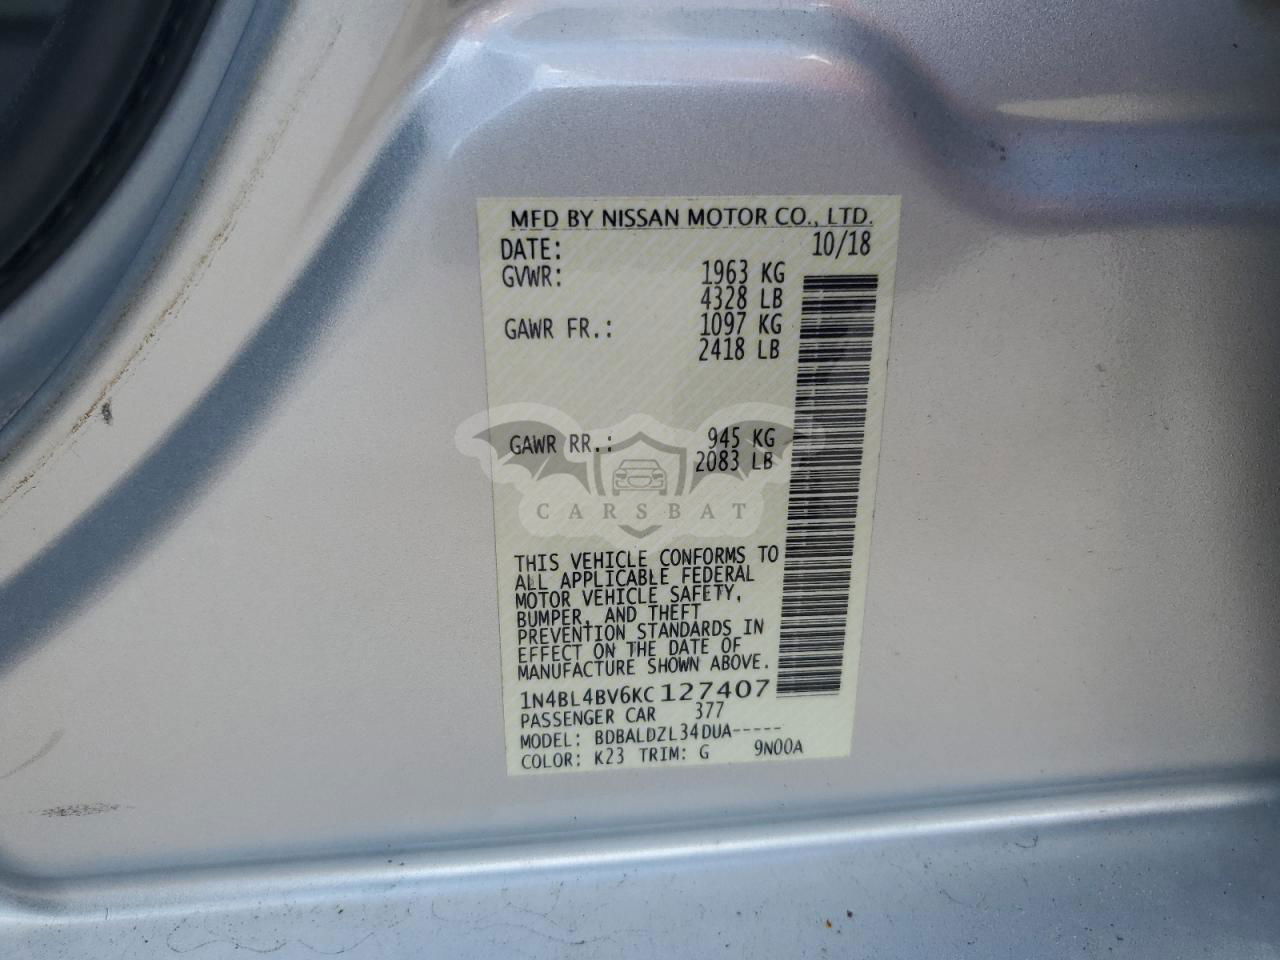 MFD BY NISSAN MOTOR CO., LTD.
DATE: 10/18
GVWR: 1963 KG
4328 LB
GAWR FR.: 1097 KG
2418 LB
GAWR RR.: 945 KG
2083 LB
CARSBAT
THIS VEHICLE CONFORMS TO
ALL APPLICABLE FEDERAL
MOTOR VEHICLE SAFETY,
BUMPER, AND THEFT
PREVENTION STANDARDS IN
EFFECT ON THE DATE OF
MANUFACTURE SHOWN ABOVE.
1N4BL4BV6KC127407
PASSENGER CAR 377
MODEL: BDBALDZL34DUA-----
COLOR: K23 TRIM: G 9N00A